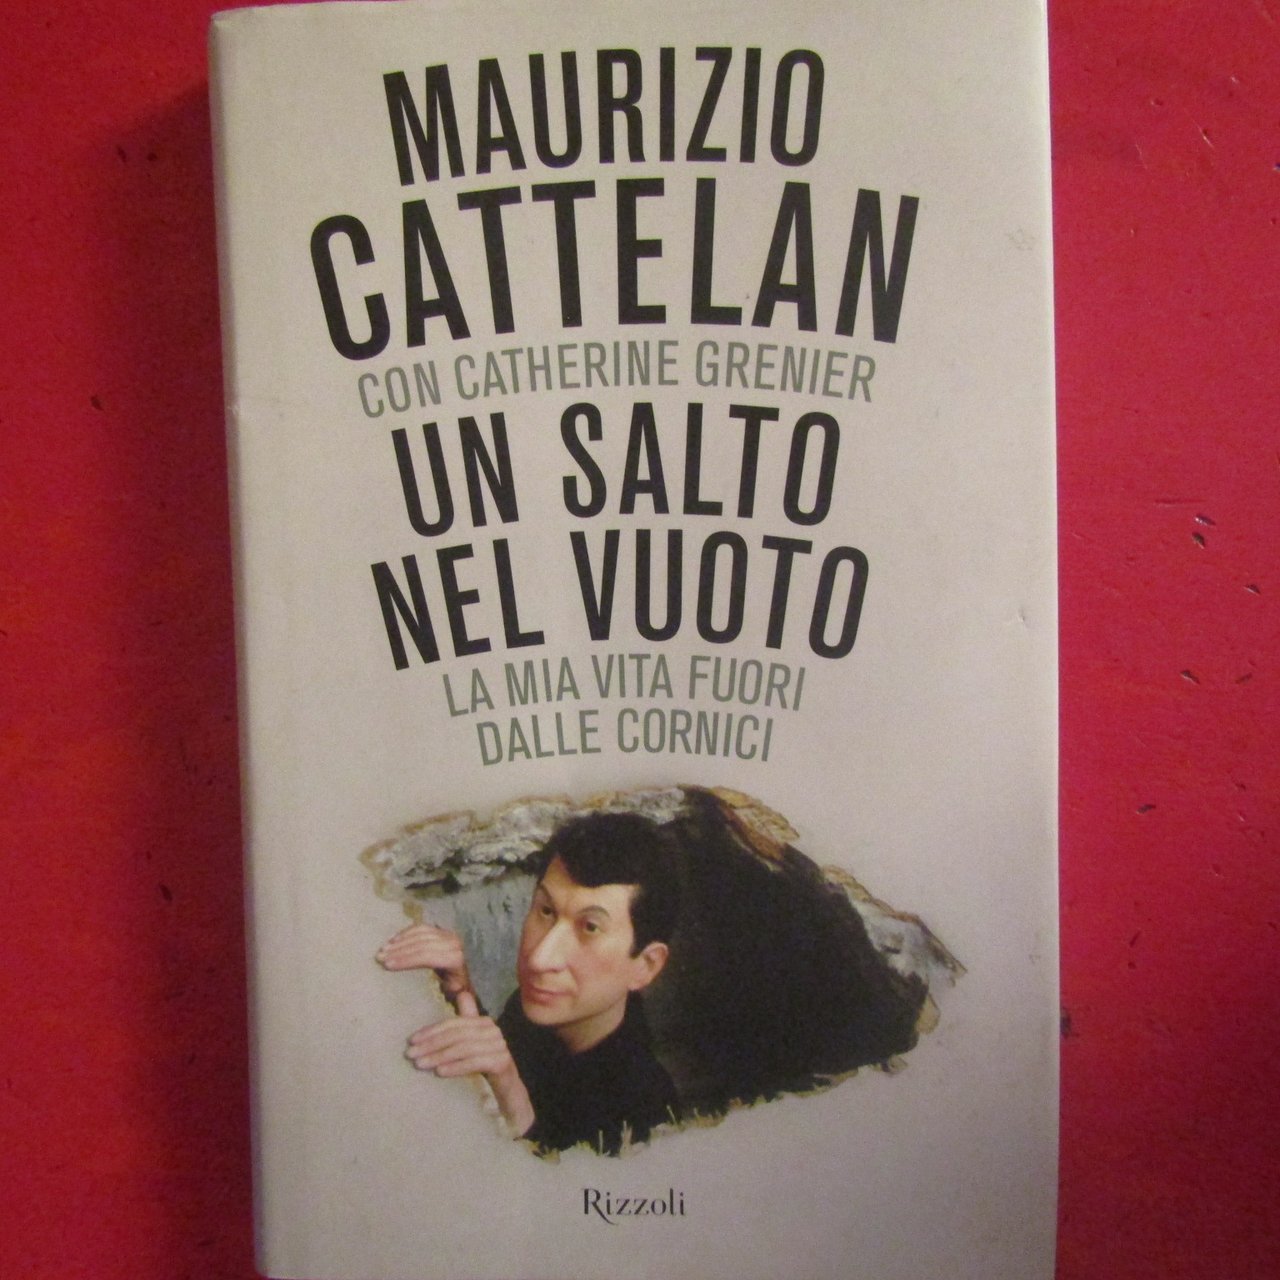 MAURIZIO
CATTELAN
CON CATHERINE GRENIER
UN SALTO
NEL VUOTO
LA MIA VITA FUORI
DALLE CORNICI
Rizzoli